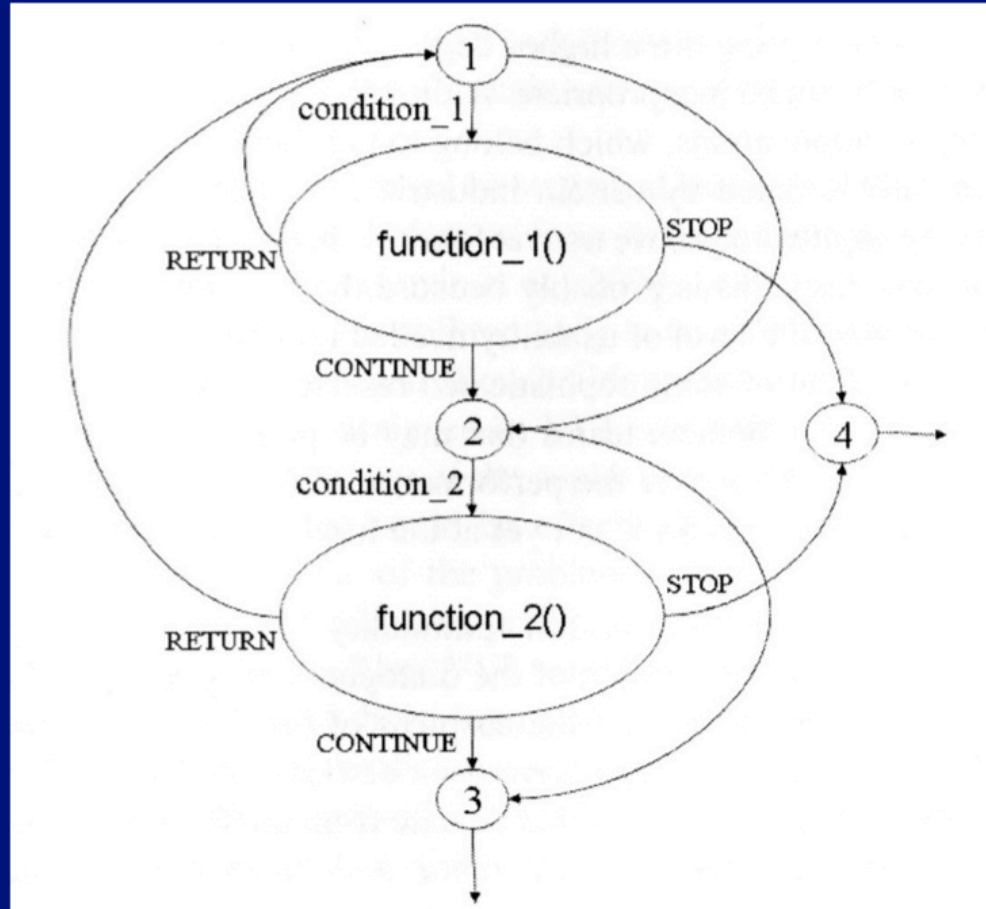 1
condition_1
function_1()
STOP
RETURN
CONTINUE
2
4
condition_2
function_2()
STOP
RETURN
CONTINUE
3